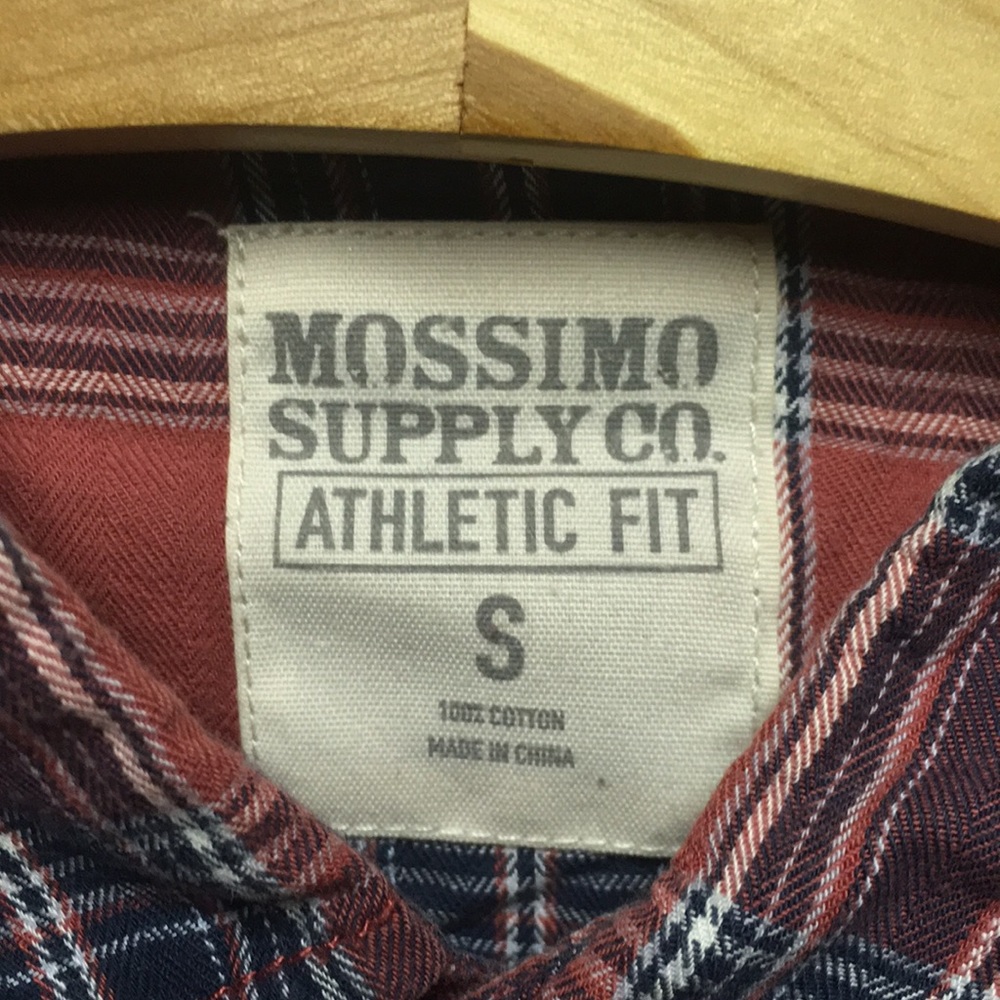 MOSSIMO
SUPPLY CO.
ATHLETIC FIT
S
100% COTTON
MADE IN CHINA